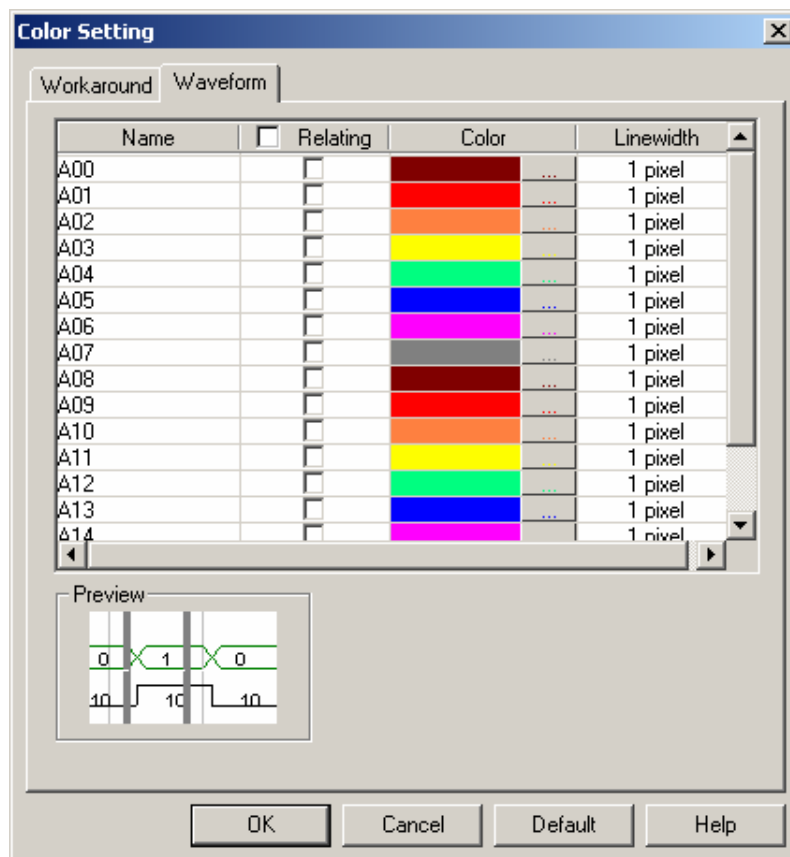 Color Setting
Workaround Waveform
Name Relating Color Linewidth
A00 ... 1 pixel
A01 ... 1 pixel
A02 ... 1 pixel
A03 ... 1 pixel
A04 ... 1 pixel
A05 ... 1 pixel
A06 ... 1 pixel
A07 ... 1 pixel
A08 ... 1 pixel
A09 ... 1 pixel
A10 ... 1 pixel
A11 ... 1 pixel
A12 ... 1 pixel
A13 ... 1 pixel
A14 1 pixel
Preview
0 1 0
10 10 10
OK Cancel Default Help